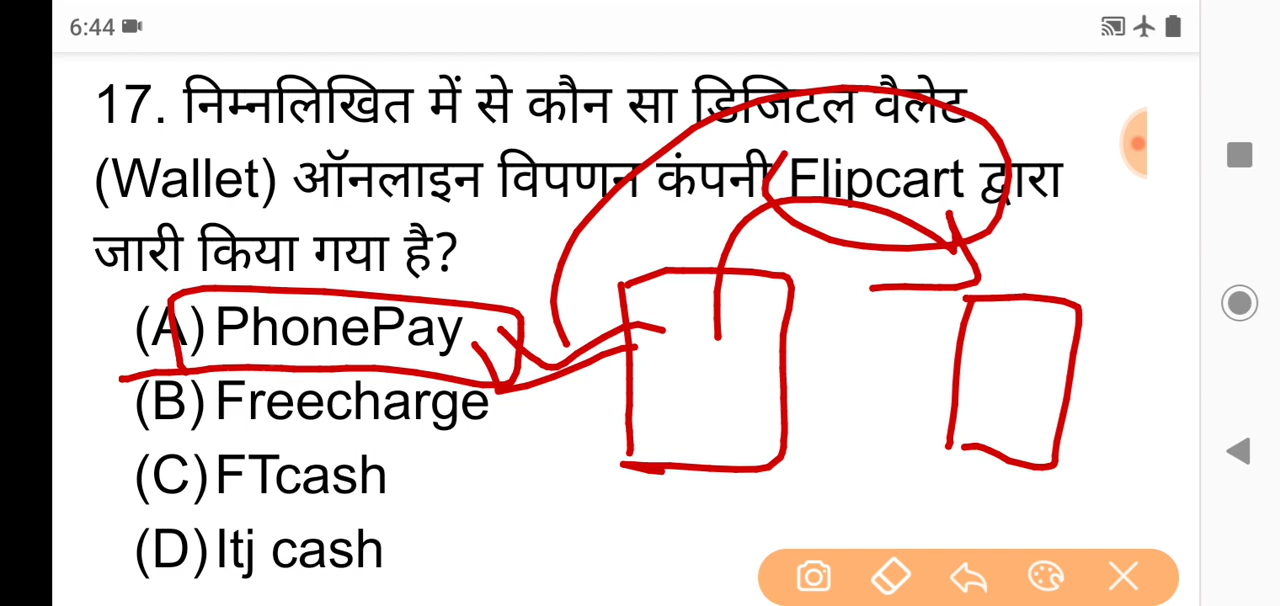 6:44
17. निम्नलिखित में से कौन सा डिजिटल वैलेट
(Wallet) ऑनलाइन विपणन कंपनी Flipcart द्वारा
जारी किया गया है?
(A) PhonePay
(B) Freecharge
(C) FTcash
(D) Itj cash